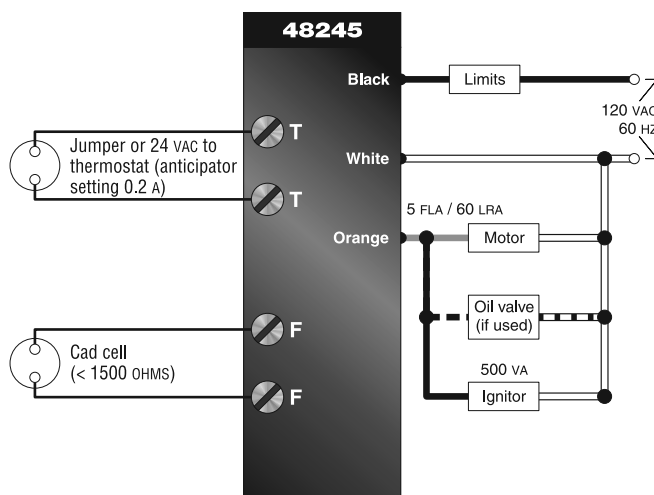 48245
Black
Limits
120 VAC
60 HZ
T
Jumper or 24 VAC to
thermostat (anticipator
setting 0.2 A)
White
T
5 FLA / 60 LRA
Orange
Motor
Oil valve
(if used)
F
Cad cell
(< 1500 OHMS)
500 VA
F
Ignitor